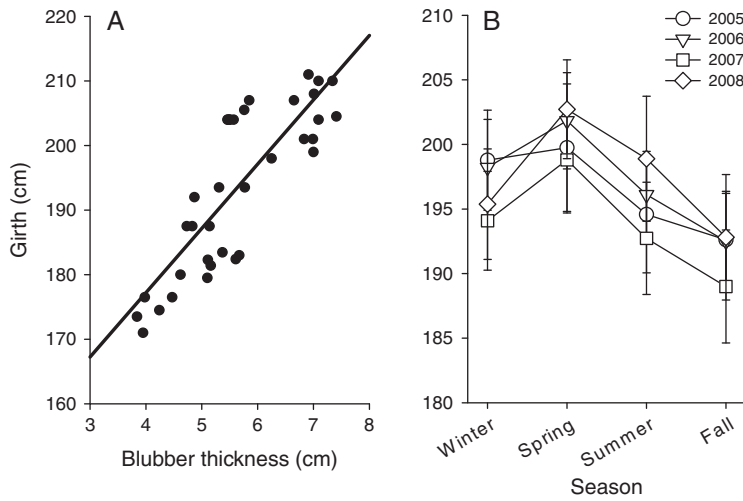 A
220
210
200
190
180
170
160
Girth (cm)
3 4 5 6 7 8
Blubber thickness (cm)
B
2005
2006
2007
2008
210
205
200
195
190
185
180
Winter
Spring
Summer
Fall
Season